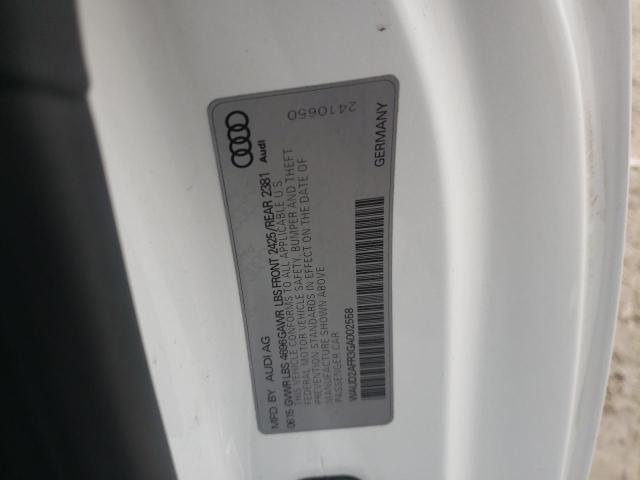 Audi
2410650
MFD. BY AUDI AG
06.15 GVWR LBS 4696 GAWR LBS FRONT 2425/REAR 2381
THIS VEHICLE CONFORMS TO ALL APPLICABLE U S
FEDERAL MOTOR VEHICLE SAFETY, BUMPER AND THEFT
PREVENTION STANDARDS IN EFFECT ON THE DATE OF
MANUFACTURE SHOWN ABOVE
PASSENGER CAR
WAUD2AFR3GA002558
GERMANY